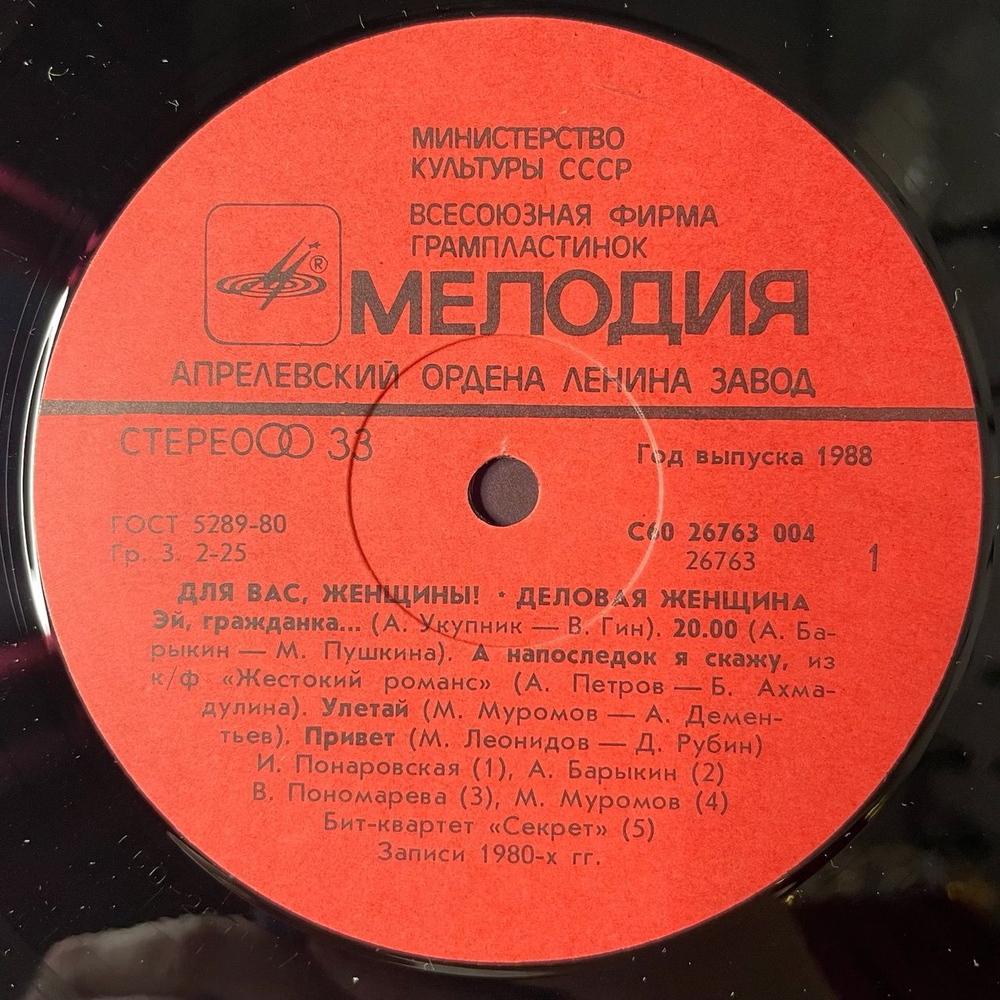 МИНИСТЕРСТВО
КУЛЬТУРЫ СССР
ВСЕСОЮЗНАЯ ФИРМА
ГРАМПЛАСТИНОК
®
МЕЛОДИЯ
АПРЕЛЕВСКИЙ ОРДЕНА ЛЕНИНА ЗАВОД
СТЕРЕО 33
Год выпуска 1988
ГОСТ 5289-80
Гр. 3. 2-25
С60 26763 004
26763
1
ДЛЯ ВАС, ЖЕНЩИНЫ! • ДЕЛОВАЯ ЖЕНЩИНА
Эй, гражданка... (А. Укупник — В. Гин). 20.00 (А. Ба-
рыкин — М. Пушкина). А напоследок я скажу, из
к/ф «Жестокий романс» (А. Петров — Б. Ахма-
дулина). Улетай (М. Муромов — А. Демен-
тьев). Привет (М. Леонидов — Д. Рубин)
И. Понаровская (1), А. Барыкин (2)
В. Пономарева (3), М. Муромов (4)
Бит-квартет «Секрет» (5)
Записи 1980-х гг.